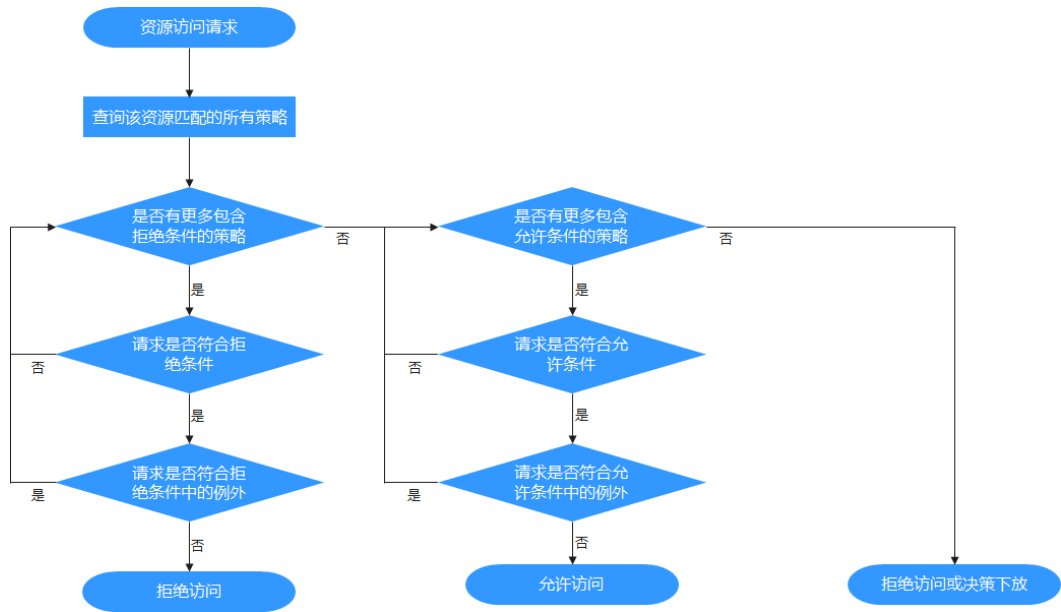 资源访问请求
查询该资源匹配的所有策略
是否有更多包含
拒绝条件的策略
否
是否有更多包含
允许条件的策略
否
是
是
请求是否符合拒
绝条件
否
请求是否符合允
许条件
否
是
是
请求是否符合拒
绝条件中的例外
是
请求是否符合允
许条件中的例外
是
否
否
拒绝访问
允许访问
拒绝访问或决策下放